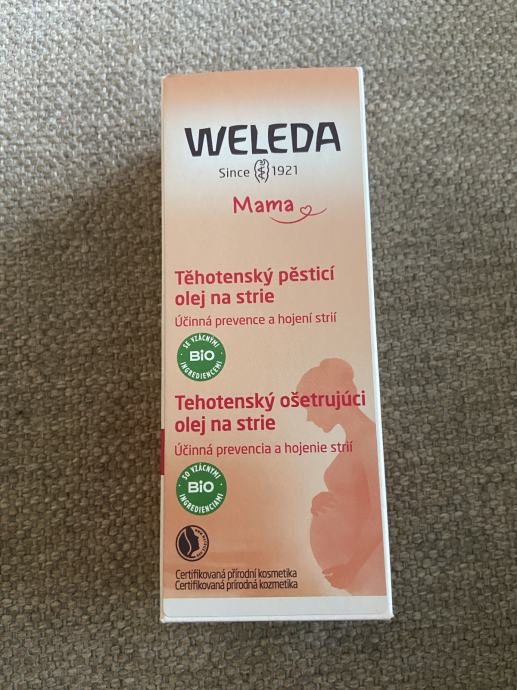 WELEDA
Since 1921
Mama
Těhotenský pěsticí
olej na strie
Účinná prevence a hojení strií
SE VZÁCNÝMI
BIO
INGREDIENCEMI
Tehotenský ošetrujúci
olej na strie
Účinná prevencia a hojenie strií
SO VZÁCNYMI
BIO
INGREDIENCIAMI
Certifikovaná přírodní kosmetika
Certifikovaná prírodná kozmetika